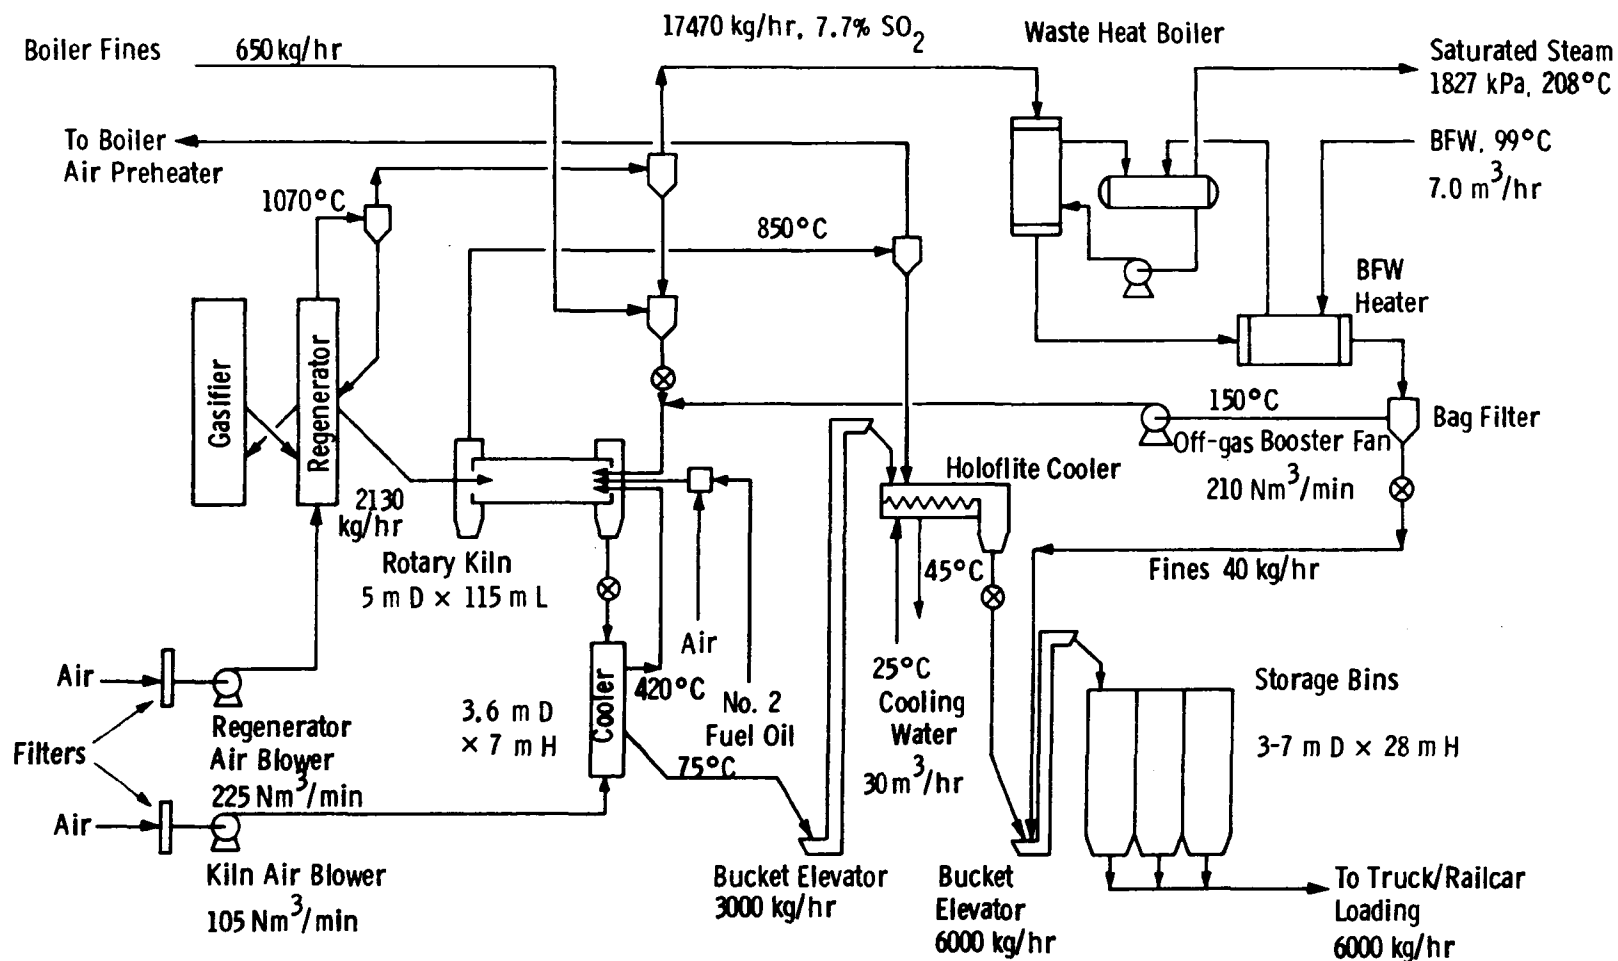 17470 kg/hr, 7.7% SO2
Waste Heat Boiler
Boiler Fines
650 kg/hr
Saturated Steam
1827 kPa, 208°C
To Boiler
Air Preheater
BFW, 99°C
7.0 m3/hr
1070°C
850°C
BFW
Heater
Gasifier
Regenerator
150°C
Bag Filter
Off-gas Booster Fan
210 Nm3/min
Holoflite Cooler
2130
kg/hr
Rotary Kiln
5 m D × 115 m L
45°C
Fines 40 kg/hr
Air
25°C
Cooling
Water
30 m3/hr
Storage Bins
3-7 m D × 28 m H
Air
Filters
Regenerator
Air Blower
225 Nm3/min
3.6 m D
× 7 m H
Cooler
420°C
No. 2
Fuel Oil
75°C
Air
Kiln Air Blower
105 Nm3/min
Bucket Elevator
3000 kg/hr
Bucket
Elevator
6000 kg/hr
To Truck/Railcar
Loading
6000 kg/hr